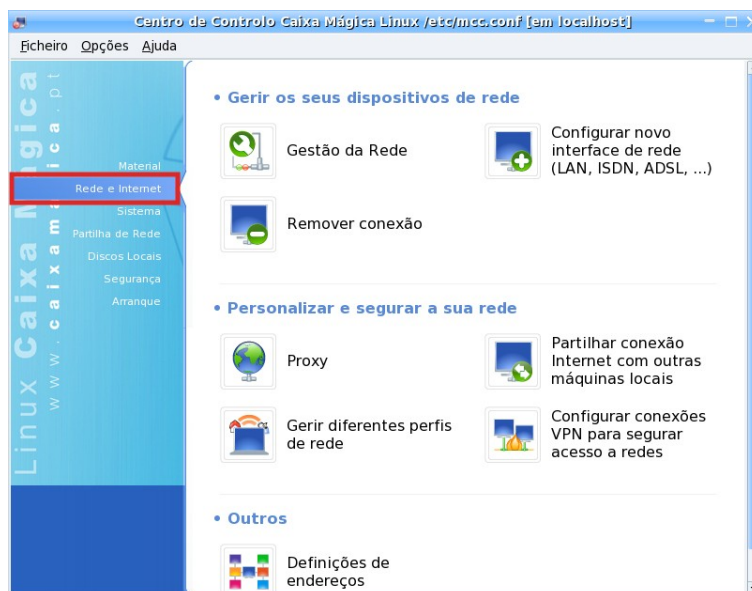 Centro de Controlo Caixa Mágica Linux /etc/mcc.conf [em localhost]
Ficheiro Opções Ajuda
Linux Caixa Mágica
www.caixamagica.pt
Material
Rede e Internet
Sistema
Partilha de Rede
Discos Locais
Segurança
Arranque
• Gerir os seus dispositivos de rede
Gestão da Rede
Configurar novo
interface de rede
(LAN, ISDN, ADSL, ...)
Remover conexão
• Personalizar e segurar a sua rede
Proxy
Partilhar conexão
Internet com outras
máquinas locais
Gerir diferentes perfis
de rede
Configurar conexões
VPN para segurar
acesso a redes
• Outros
Definições de
endereços